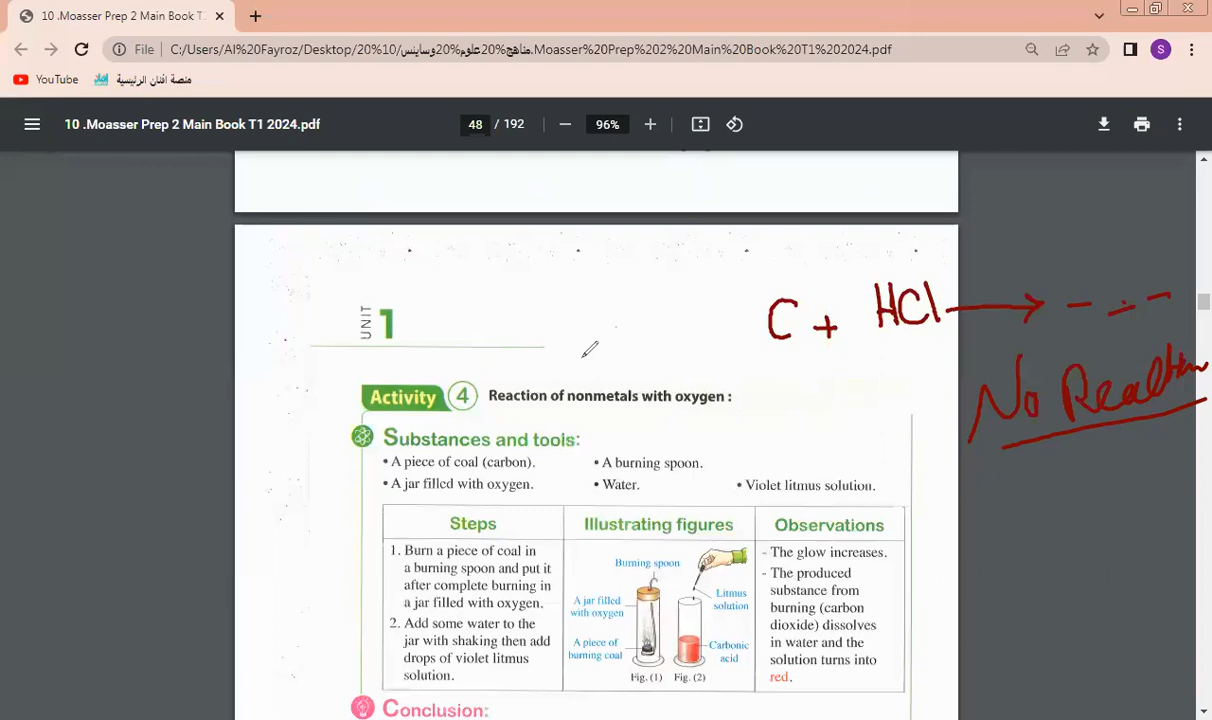 10 .Moasser Prep 2 Main Book T1
File
C:/Users/Al%20Fayroz/Desktop/20%10/مناهج%20علوم%20وساينس.Moasser%20Prep%202%20Main%20Book%20T1%202024.pdf
S
YouTube
منصة أفنان الرئيسية
10 .Moasser Prep 2 Main Book T1 2024.pdf
48 / 192
96%
UNIT 1
C + HCl → - - -
No Reaction
Activity 4 Reaction of nonmetals with oxygen :
Substances and tools:
• A piece of coal (carbon).
• A burning spoon.
• A jar filled with oxygen.
• Water.
• Violet litmus solution.
Steps
Illustrating figures
Observations
1. Burn a piece of coal in
a burning spoon and put it
after complete burning in
a jar filled with oxygen.
2. Add some water to the
jar with shaking then add
drops of violet litmus
solution.
Burning spoon
A jar filled
with oxygen
Litmus
solution
A piece of
burning coal
Carbonic
acid
Fig. (1)
Fig. (2)
- The glow increases.
- The produced
substance from
burning (carbon
dioxide) dissolves
in water and the
solution turns into
red.
Conclusion: